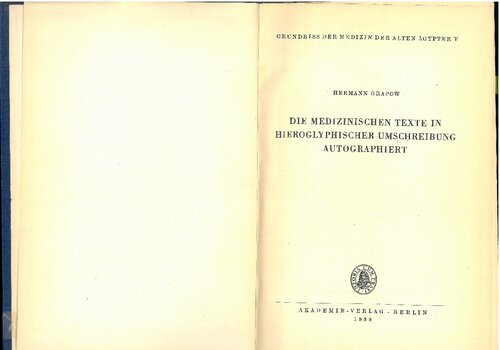 GRUNDRISS DER MEDIZIN DER ALTEN ÄGYPTER V
HERMANN GRAPOW
DIE MEDIZINISCHEN TEXTE IN
HIEROGLYPHISCHER UMSCHREIBUNG
AUTOGRAPHIERT
AKADEMIE-VERLAG · BERLIN
1958